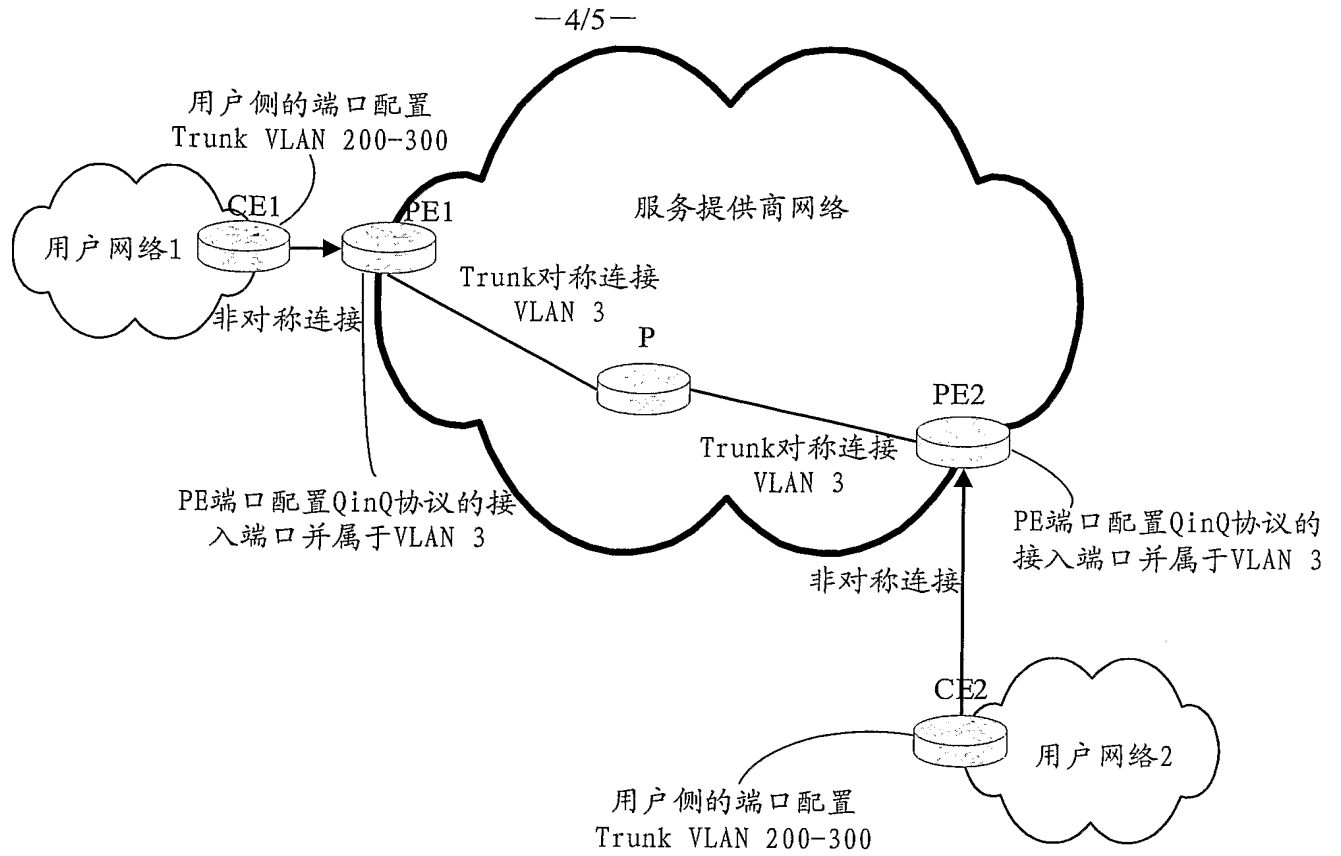 —4/5—
用户侧的端口配置
Trunk VLAN 200-300
CE1
PE1
用户网络1
服务提供商网络
非对称连接
Trunk对称连接
VLAN 3
P
PE2
Trunk对称连接
VLAN 3
PE端口配置QinQ协议的接
入端口并属于VLAN 3
PE端口配置QinQ协议的
接入端口并属于VLAN 3
非对称连接
CE2
用户网络2
用户侧的端口配置
Trunk VLAN 200-300